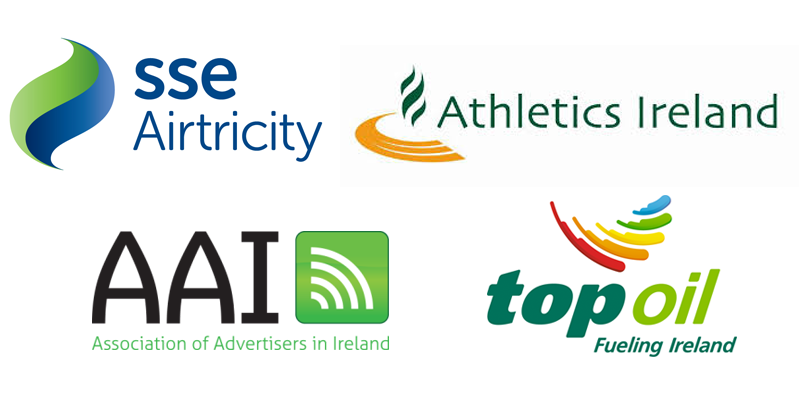 sse
Airtricity
Athletics Ireland
AAI
Association of Advertisers in Ireland
top oil
Fueling Ireland